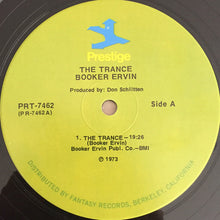 Prestige
THE TRANCE
BOOKER ERVIN
Produced by: Don Schlitten
PRT-7462
(PR-7462A)
Side A
1. THE TRANCE—19:26
(Booker Ervin)
Booker Ervin Publ. Co.—BMI
℗ 1973
DISTRIBUTED BY FANTASY RECORDS, BERKELEY, CALIFORNIA